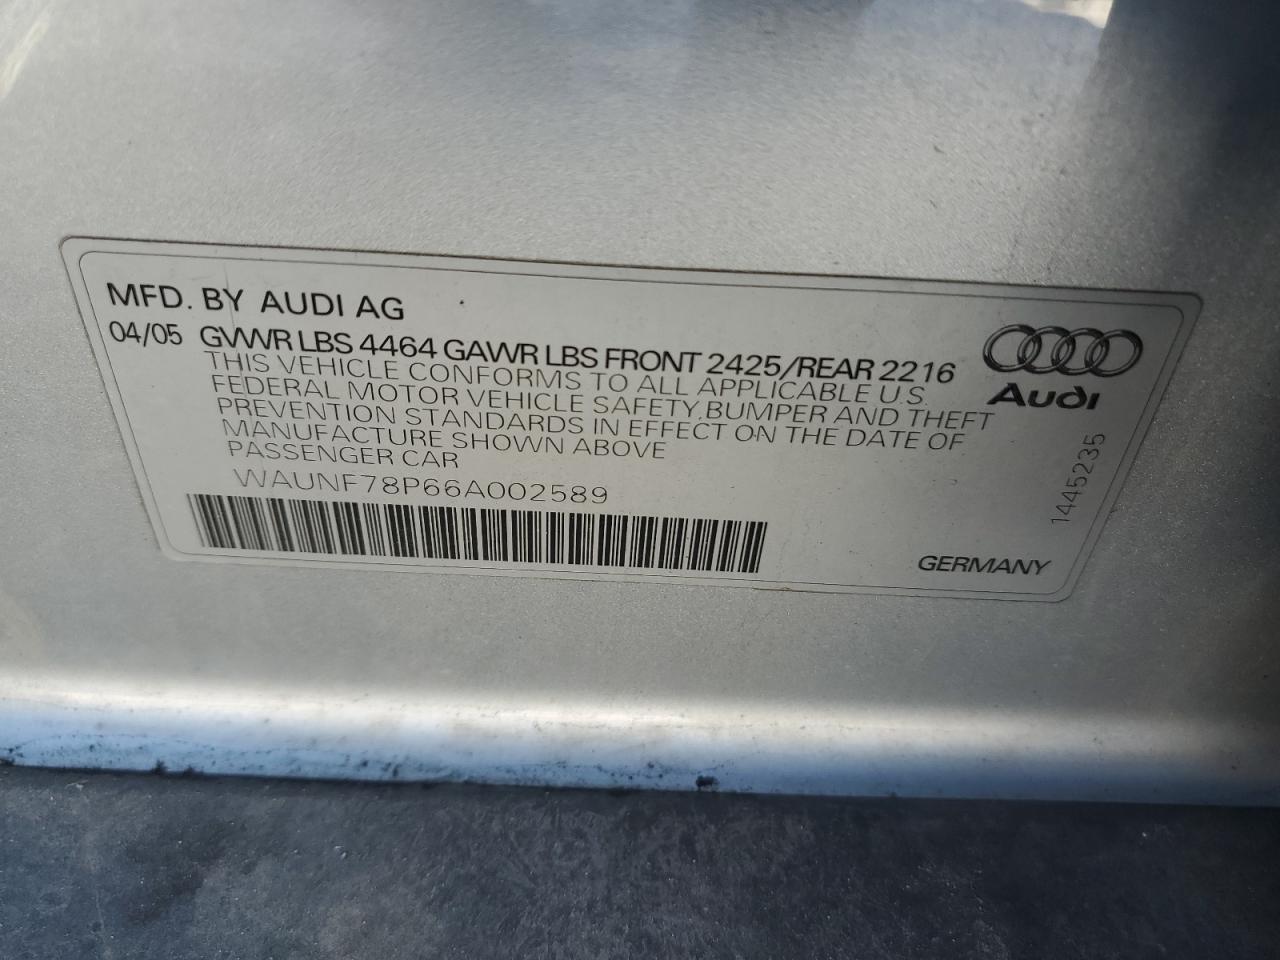 MFD. BY AUDI AG
04/05 GVWR LBS 4464 GAWR LBS FRONT 2425/REAR 2216
THIS VEHICLE CONFORMS TO ALL APPLICABLE U.S.
FEDERAL MOTOR VEHICLE SAFETY, BUMPER AND THEFT
PREVENTION STANDARDS IN EFFECT ON THE DATE OF
MANUFACTURE SHOWN ABOVE
PASSENGER CAR
WAUNF78P66A002589
Audi
1445235
GERMANY